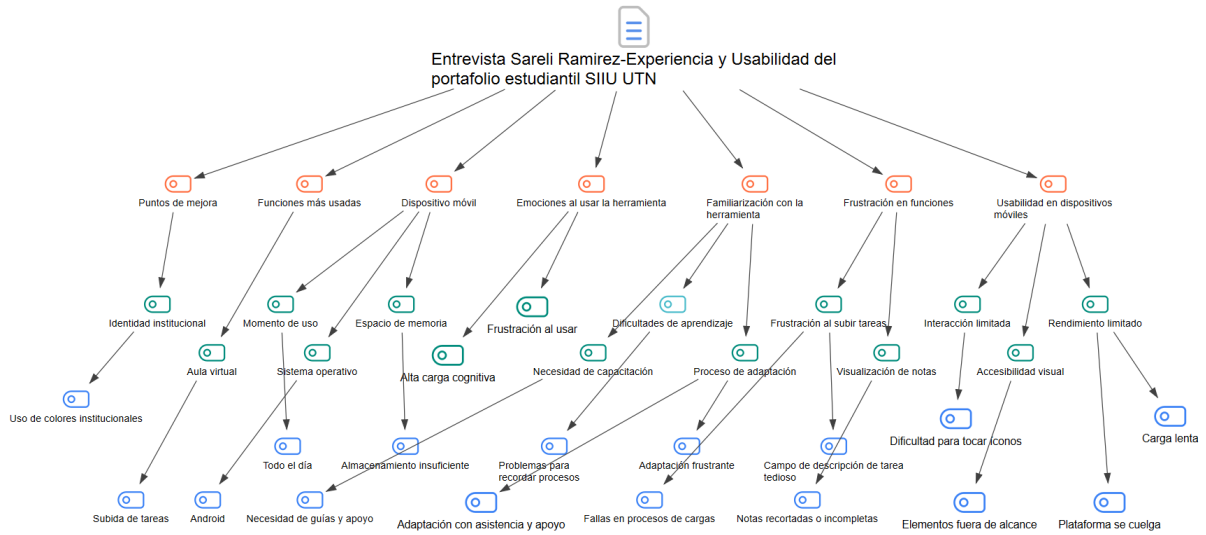 Entrevista Sareli Ramirez-Experiencia y Usabilidad del
portafolio estudiantil SIIU UTN
Puntos de mejora
Funciones más usadas
Dispositivo móvil
Emociones al usar la herramienta
Familiarización con la
herramienta
Frustración en funciones
Usabilidad en dispositivos
móviles
Identidad institucional
Momento de uso
Espacio de memoria
Frustración al usar
Dificultades de aprendizaje
Frustración al subir tareas
Interacción limitada
Rendimiento limitado
Aula virtual
Sistema operativo
Alta carga cognitiva
Necesidad de capacitación
Proceso de adaptación
Visualización de notas
Accesibilidad visual
Uso de colores institucionales
Dificultad para tocar iconos
Carga lenta
Todo el día
Almacenamiento insuficiente
Problemas para
recordar procesos
Adaptación frustrante
Campo de descripción de tarea
tedioso
Subida de tareas
Android
Necesidad de guías y apoyo
Adaptación con asistencia y apoyo
Fallas en procesos de cargas
Notas recortadas o incompletas
Elementos fuera de alcance
Plataforma se cuelga